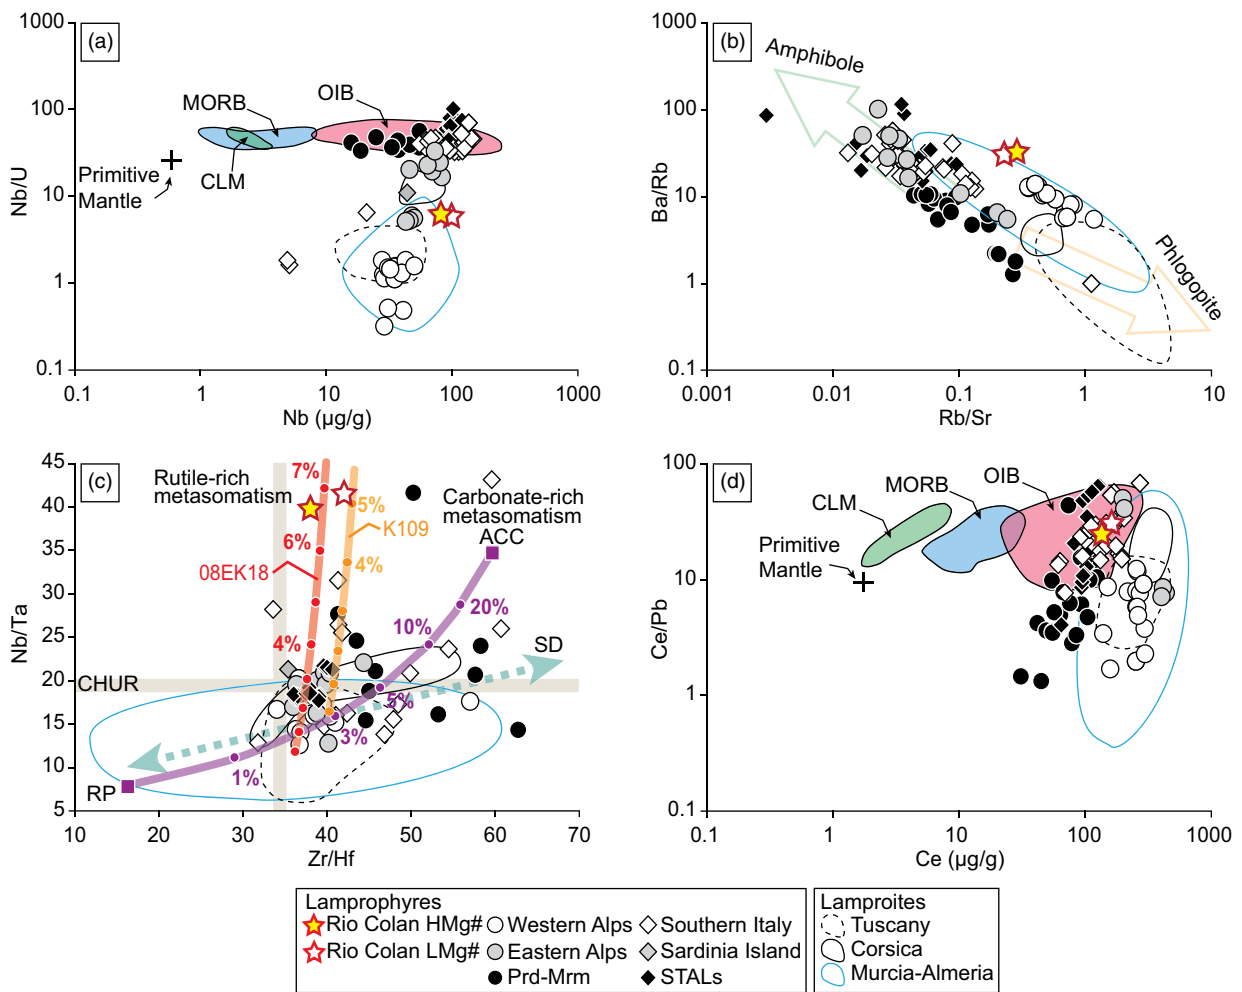 (a)
1000
100
10
1
0.1
Nb/U
MORB
OIB
CLM
Primitive
Mantle
0.1
1
10
100
1000
Nb (µg/g)
(b)
1000
100
10
1
0.1
Ba/Rb
Amphibole
Phlogopite
0.001
0.01
0.1
1
10
Rb/Sr
(c)
45
40
35
30
25
20
15
10
5
Nb/Ta
Rutile-rich
metasomatism
7%
5%
Carbonate-rich
metasomatism
ACC
K109
6%
4%
08EK18
20%
10%
4%
SD
CHUR
5%
3%
1%
RP
10
20
30
40
50
60
70
Zr/Hf
(d)
100
10
1
0.1
Ce/Pb
OIB
MORB
CLM
Primitive
Mantle
0.1
1
10
100
1000
Ce (µg/g)
Lamprophyres
Rio Colan HMg#
Western Alps
Southern Italy
Rio Colan LMg#
Eastern Alps
Sardinia Island
Prd-Mrm
STALs
Lamproites
Tuscany
Corsica
Murcia-Almeria